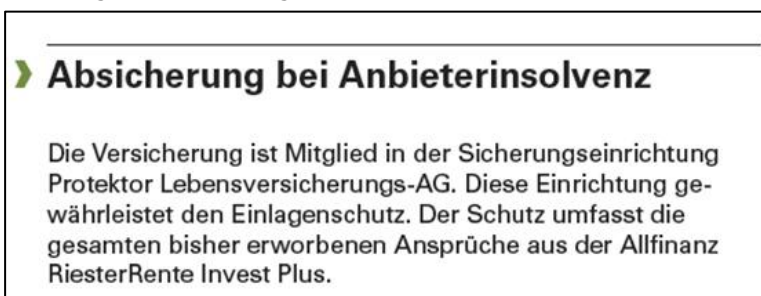 Absicherung bei Anbieterinsolvenz
Die Versicherung ist Mitglied in der Sicherungseinrichtung
Protektor Lebensversicherungs-AG. Diese Einrichtung ge-
währleistet den Einlagenschutz. Der Schutz umfasst die
gesamten bisher erworbenen Ansprüche aus der Allfinanz
RiesterRente Invest Plus.